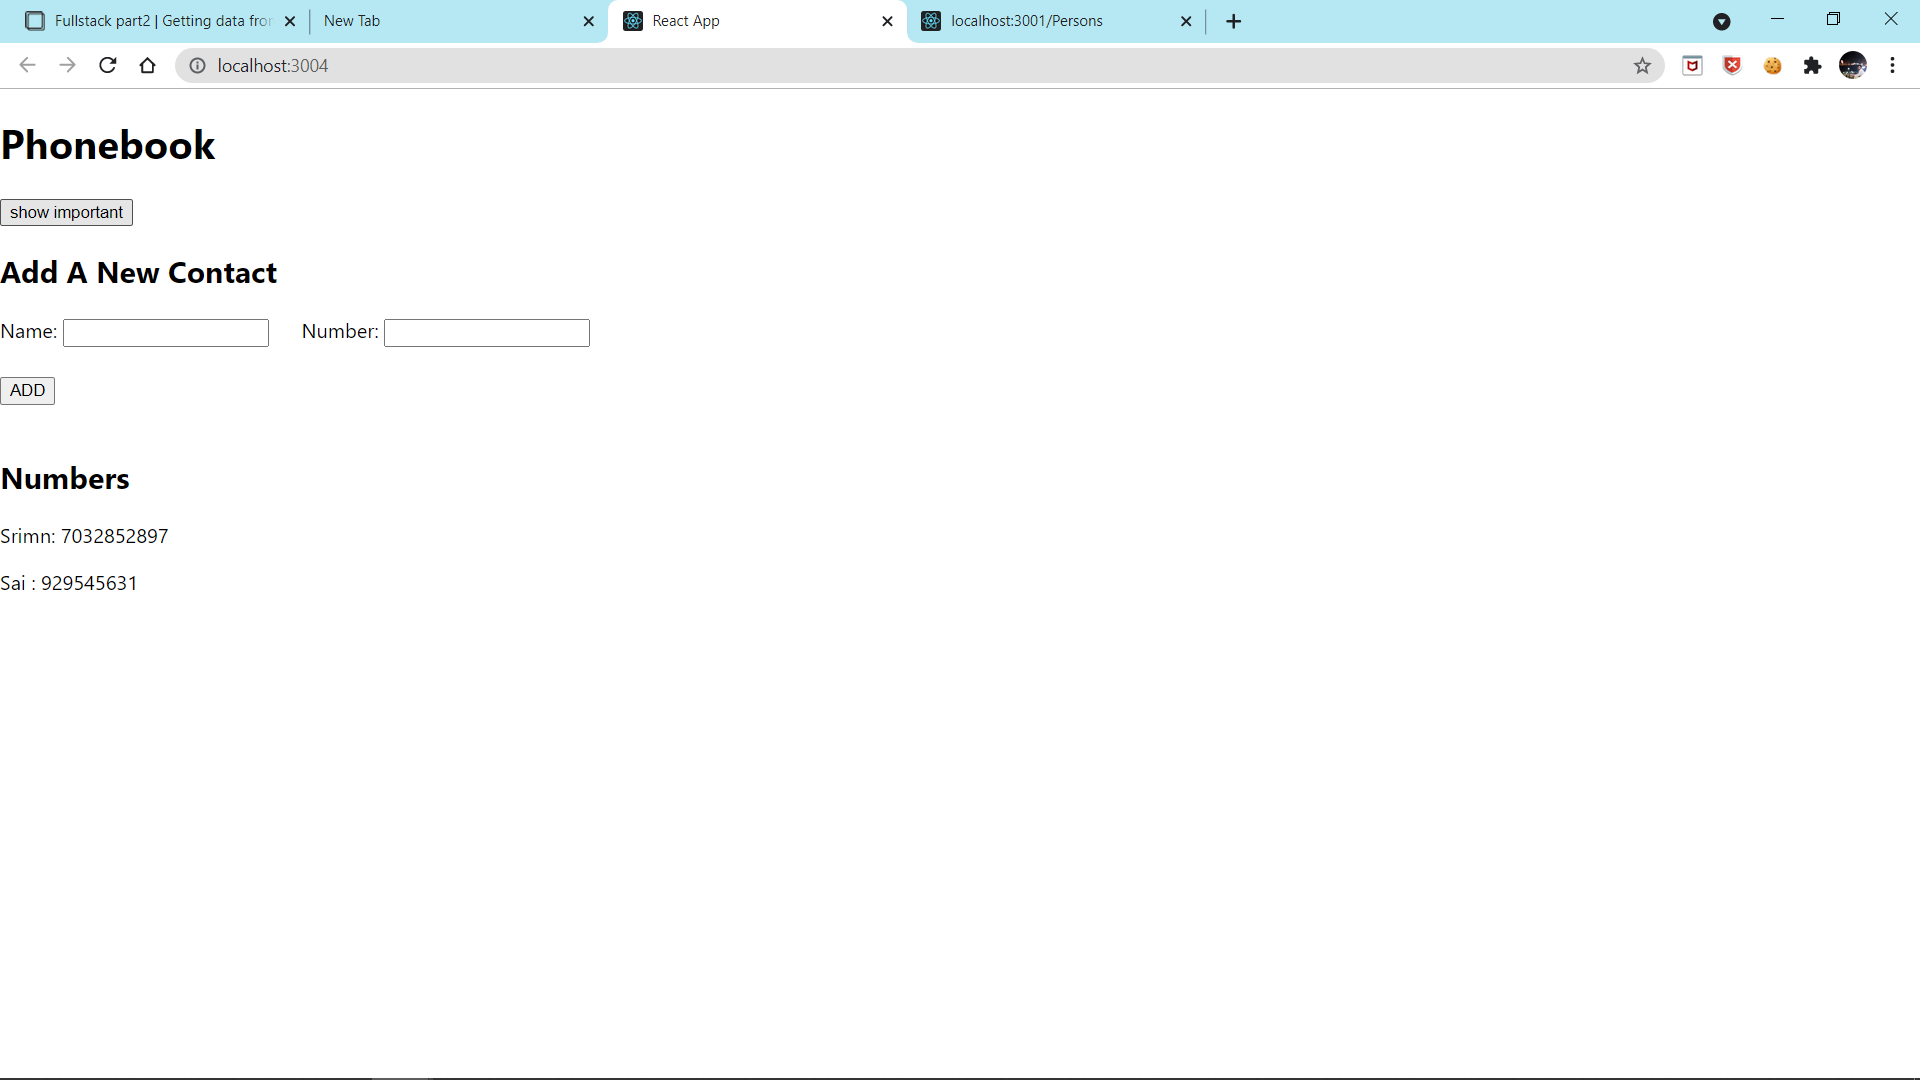 Fullstack part2 | Getting data fro
New Tab
React App
localhost:3001/Persons
localhost:3004
Phonebook
show important
Add A New Contact
Name: Number:
ADD
Numbers
Srimn: 7032852897
Sai : 929545631